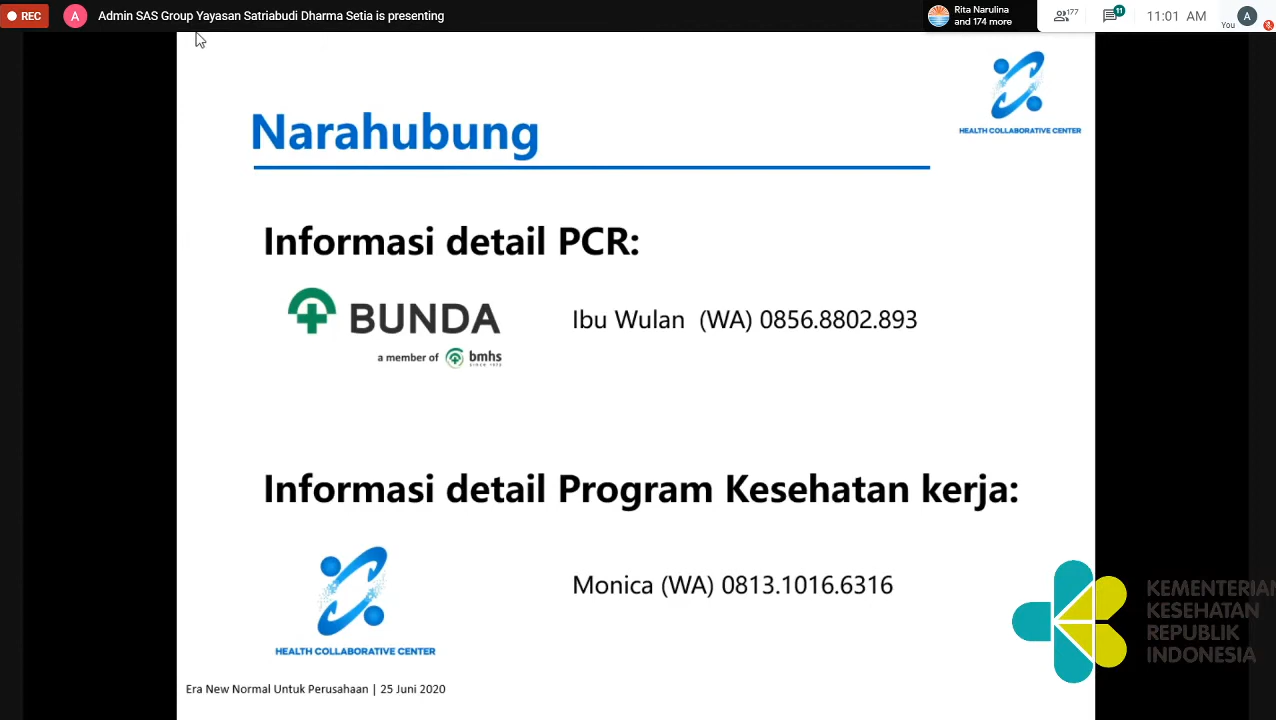 REC
A
Admin SAS Group Yayasan Satriabudi Dharma Setia is presenting
Rita Narulina
and 174 more
177
11
11:01 AM
You
A
HEALTH COLLABORATIVE CENTER
Narahubung
Informasi detail PCR:
BUNDA
a member of bmhs
SINCE 1973
Ibu Wulan (WA) 0856.8802.893
Informasi detail Program Kesehatan kerja:
HEALTH COLLABORATIVE CENTER
Monica (WA) 0813.1016.6316
KEMENTERIAN
KESEHATAN
REPUBLIK
INDONESIA
Era New Normal Untuk Perusahaan | 25 Juni 2020